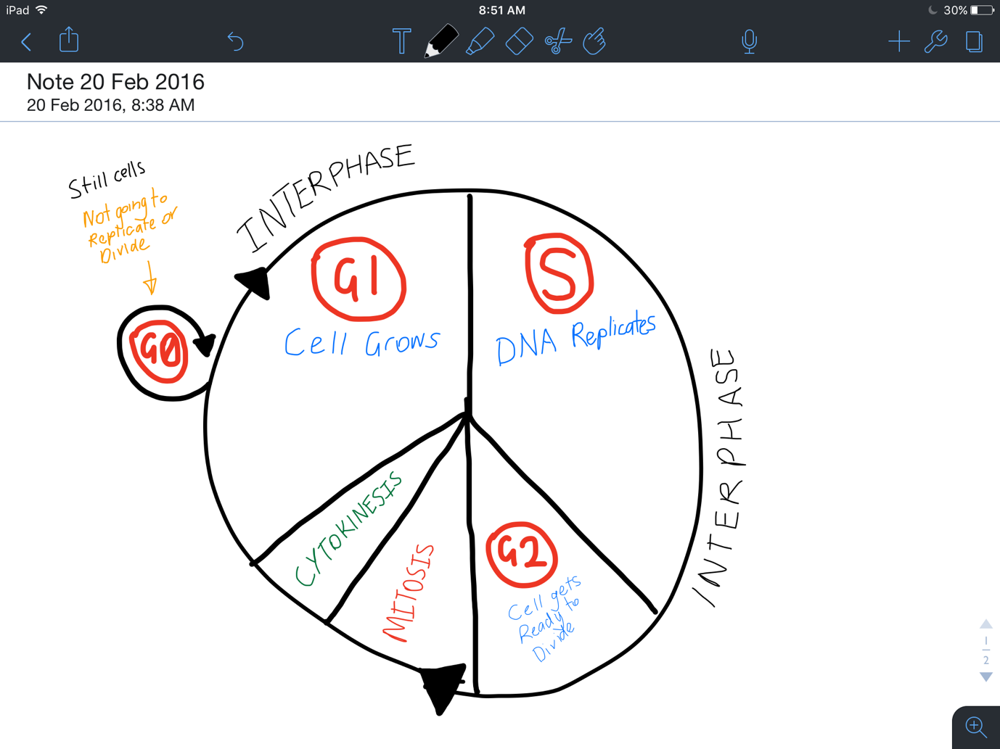 iPad
8:51 AM
30%
T
Note 20 Feb 2016
20 Feb 2016, 8:38 AM
INTERPHASE
Still cells
Not going to
Replicate or
Divide
G1
Cell Grows
S
DNA Replicates
G0
INTERPHASE
CYTOKINESIS
MITOSIS
G2
Cell gets
Ready to
Divide
1
2